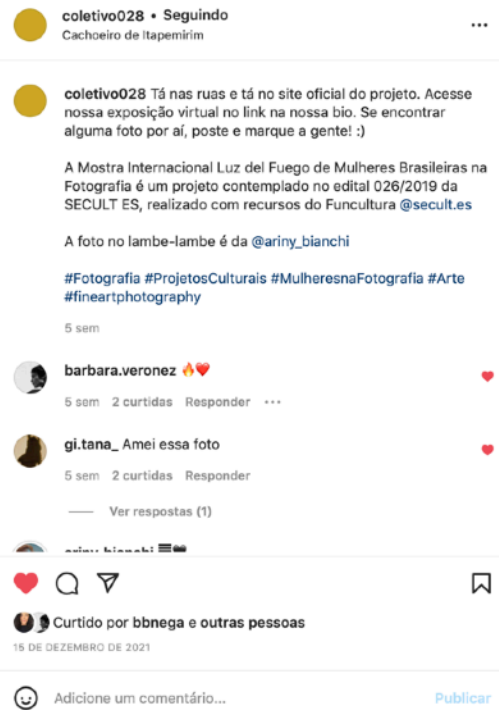 coletivo028 • Seguindo
Cachoeiro de Itapemirim
coletivo028 Tá nas ruas e tá no site oficial do projeto. Acesse
nossa exposição virtual no link na nossa bio. Se encontrar
alguma foto por aí, poste e marque a gente! :)
A Mostra Internacional Luz del Fuego de Mulheres Brasileiras na
Fotografia é um projeto contemplado no edital 026/2019 da
SECULT ES, realizado com recursos do Funcultura @secult.es
A foto no lambe-lambe é da @ariny_bianchi
#Fotografia #ProjetosCulturais #MulheresnaFotografia #Arte
#fineartphotography
5 sem
barbara.veronez 🔥❤️
5 sem 2 curtidas Responder ···
gi.tana_ Amei essa foto
5 sem 2 curtidas Responder
Ver respostas (1)
ariny_bianchi
Curtido por bbnega e outras pessoas
15 DE DEZEMBRO DE 2021
Adicione um comentário... Publicar